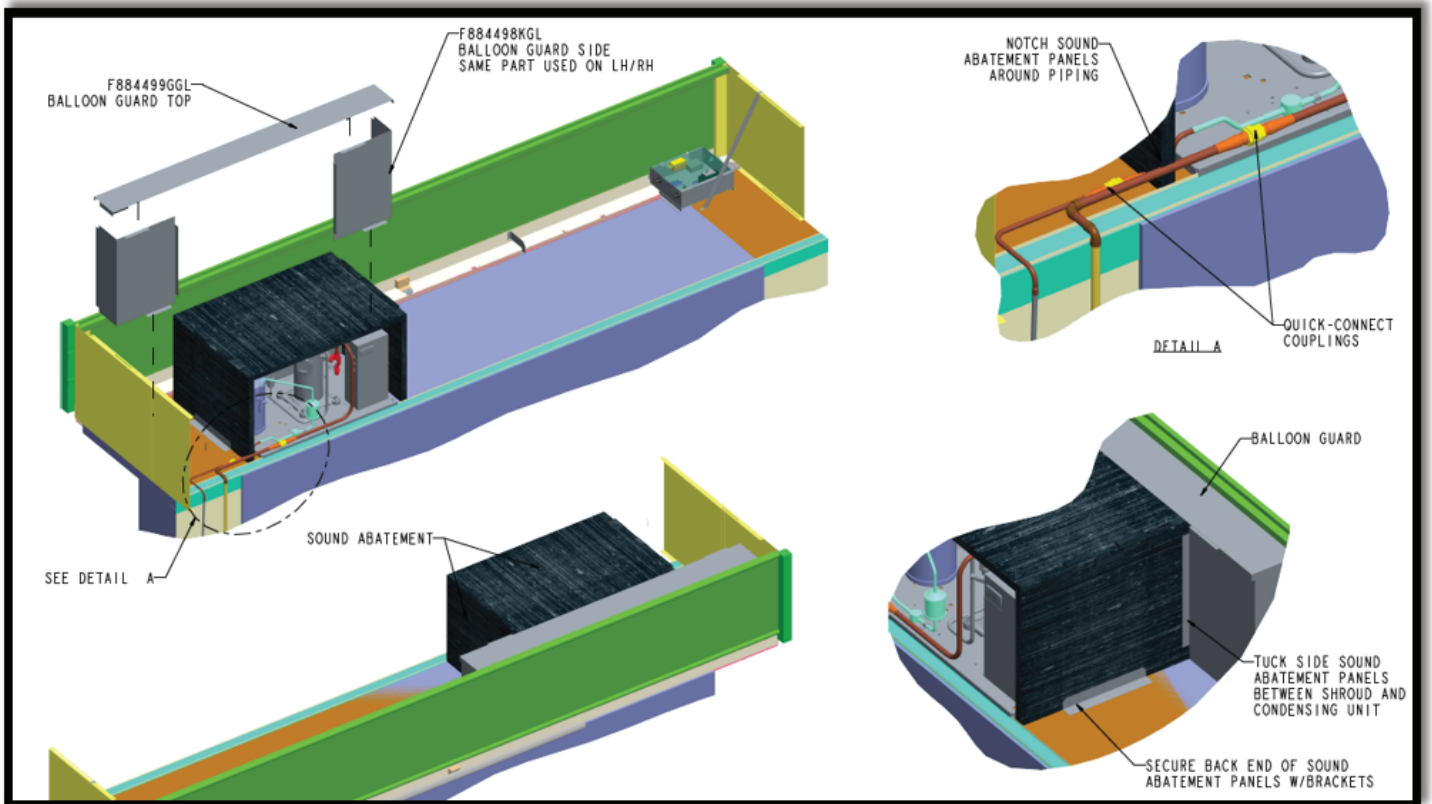 F884498KGL
BALLOON GUARD SIDE
SAME PART USED ON LH/RH
F884499GGL
BALLOON GUARD TOP
SEE DETAIL A
SOUND ABATEMENT
NOTCH SOUND
ABATEMENT PANELS
AROUND PIPING
QUICK-CONNECT
COUPLINGS
DETAIL A
BALLOON GUARD
TUCK SIDE SOUND
ABATEMENT PANELS
BETWEEN SHROUD AND
CONDENSING UNIT
SECURE BACK END OF SOUND
ABATEMENT PANELS W/BRACKETS